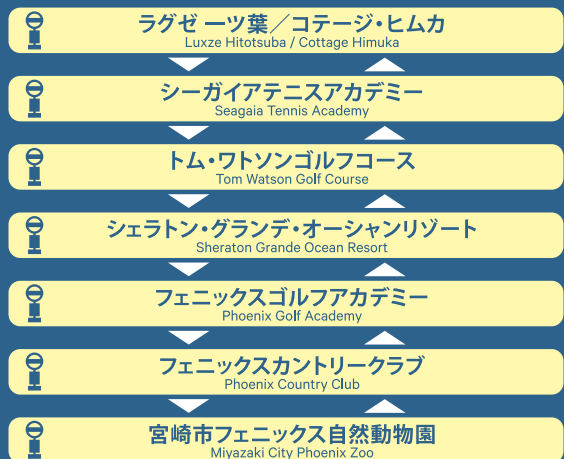 ラグゼ 一ツ葉／コテージ・ヒムカ
Luxze Hitotsuba / Cottage Himuka
シーガイアテニスアカデミー
Seagaia Tennis Academy
トム・ワトソンゴルフコース
Tom Watson Golf Course
シェラトン・グランデ・オーシャンリゾート
Sheraton Grande Ocean Resort
フェニックスゴルフアカデミー
Phoenix Golf Academy
フェニックスカントリークラブ
Phoenix Country Club
宮崎市フェニックス自然動物園
Miyazaki City Phoenix Zoo